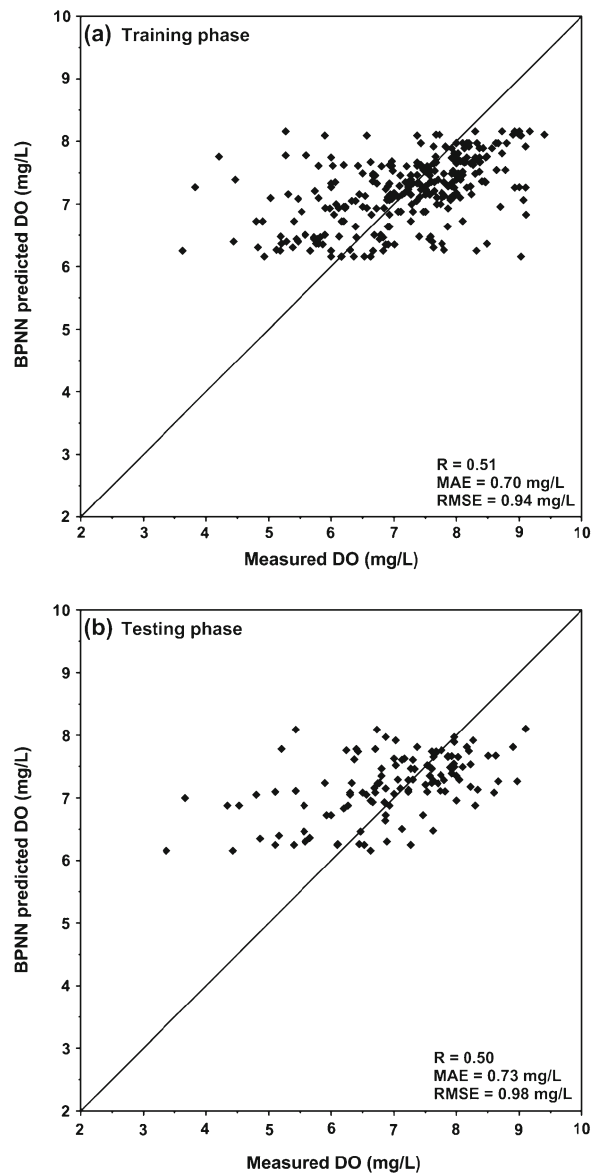 (a) Training phase
10
9
8
7
6
5
4
3
2
BPNN predicted DO (mg/L)
R = 0.51
MAE = 0.70 mg/L
RMSE = 0.94 mg/L
2 3 4 5 6 7 8 9 10
Measured DO (mg/L)
(b) Testing phase
10
9
8
7
6
5
4
3
2
BPNN predicted DO (mg/L)
R = 0.50
MAE = 0.73 mg/L
RMSE = 0.98 mg/L
2 3 4 5 6 7 8 9 10
Measured DO (mg/L)